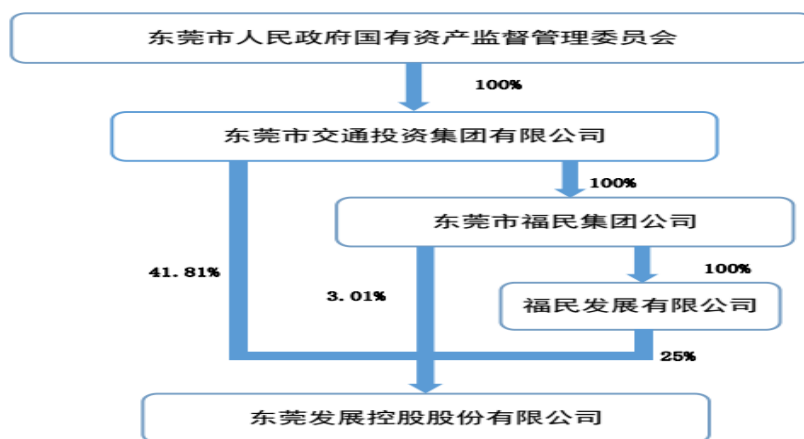 东莞市人民政府国有资产监督管理委员会
100%
东莞市交通投资集团有限公司
100%
东莞市福民集团公司
41.81%
3.01%
100%
福民发展有限公司
25%
东莞发展控股股份有限公司